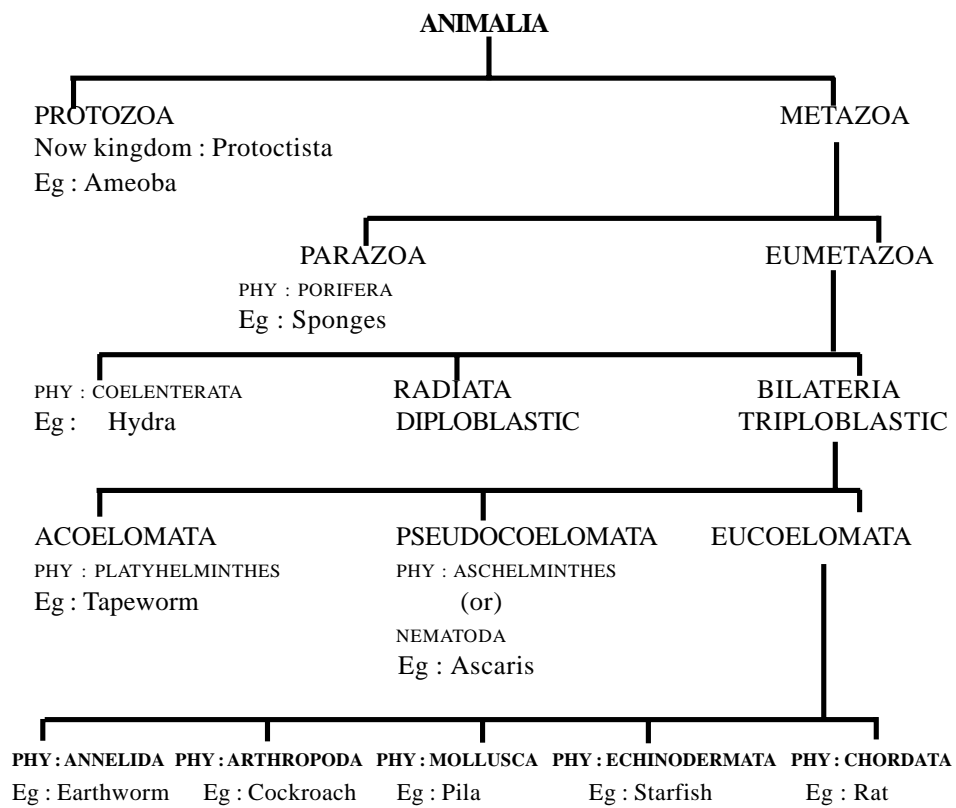 ANIMALIA
PROTOZOA METAZOA
Now kingdom : Protoctista
Eg : Ameoba
PARAZOA EUMETAZOA
PHY : PORIFERA
Eg : Sponges
PHY : COELENTERATA RADIATA BILATERIA
Eg : Hydra DIPLOBLASTIC TRIPLOBLASTIC
ACOELOMATA PSEUDOCOELOMATA EUCOELOMATA
PHY : PLATYHELMINTHES PHY : ASCHELMINTHES
Eg : Tapeworm (or)
NEMATODA
Eg : Ascaris
PHY : ANNELIDA PHY : ARTHROPODA PHY : MOLLUSCA PHY : ECHINODERMATA PHY : CHORDATA
Eg : Earthworm Eg : Cockroach Eg : Pila Eg : Starfish Eg : Rat